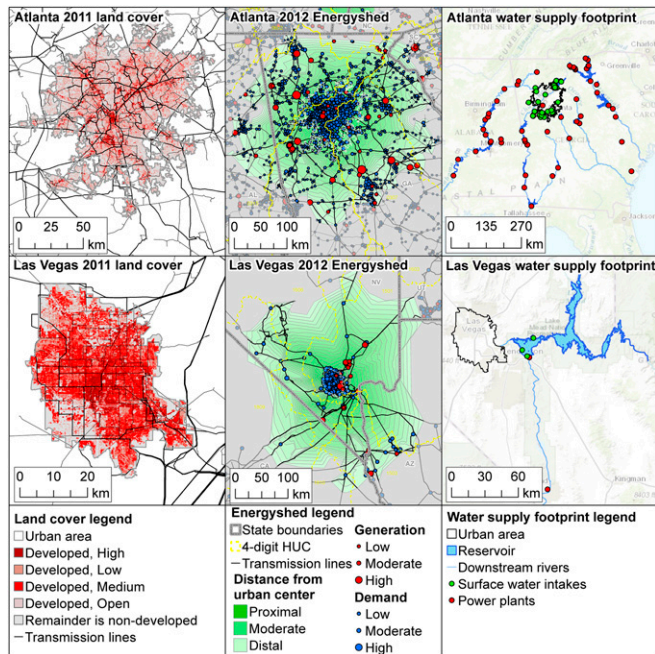 Atlanta 2011 land cover
Atlanta 2012 Energyshed
Atlanta water supply footprint
0 25 50
km
0 50 100
km
0 135 270
km
Las Vegas 2011 land cover
Las Vegas 2012 Energyshed
Las Vegas water supply footprint
NV
Las
Vegas
CA
AZ
Kingman
0 10 20
km
0 50 100
km
0 30 60
km
Land cover legend
Urban area
Developed, High
Developed, Low
Developed, Medium
Developed, Open
Remainder is non-developed
Transmission lines
Energyshed legend
State boundaries
4-digit HUC
Transmission lines
Distance from
urban center
Proximal
Moderate
Distal
Generation
Low
Moderate
High
Demand
Low
Moderate
High
Water supply footprint legend
Urban area
Reservoir
Downstream rivers
Surface water intakes
Power plants